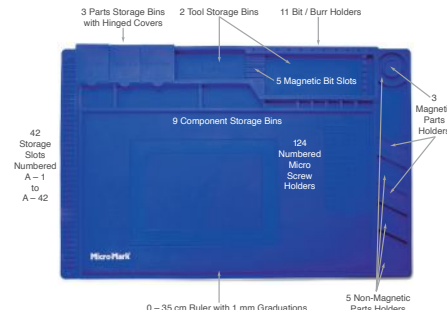 3 Parts Storage Bins
with Hinged Covers
2 Tool Storage Bins
11 Bit / Burr Holders
5 Magnetic Bit Slots
3
Magnetic
Parts
Holders
9 Component Storage Bins
42
Storage
Slots
Numbered
A – 1
to
A – 42
124
Numbered
Micro
Screw
Holders
MicroMark
0 – 35 cm Ruler with 1 mm Graduations
5 Non-Magnetic
Parts Holders